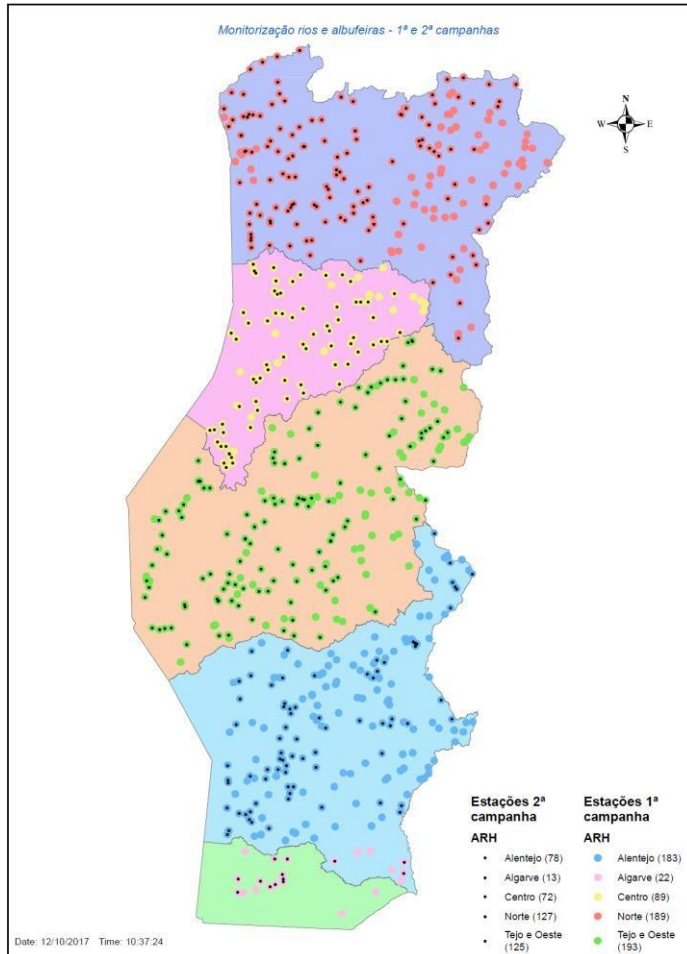 Monitorização rios e albufeiras - 1ª e 2ª campanhas
N
W E
S
Estações 2ª
campanha
ARH
Alentejo (78)
Algarve (13)
Centro (72)
Norte (127)
Tejo e Oeste
(125)
Estações 1ª
campanha
ARH
Alentejo (183)
Algarve (22)
Centro (89)
Norte (189)
Tejo e Oeste
(193)
Date: 12/10/2017 Time: 10:37:24